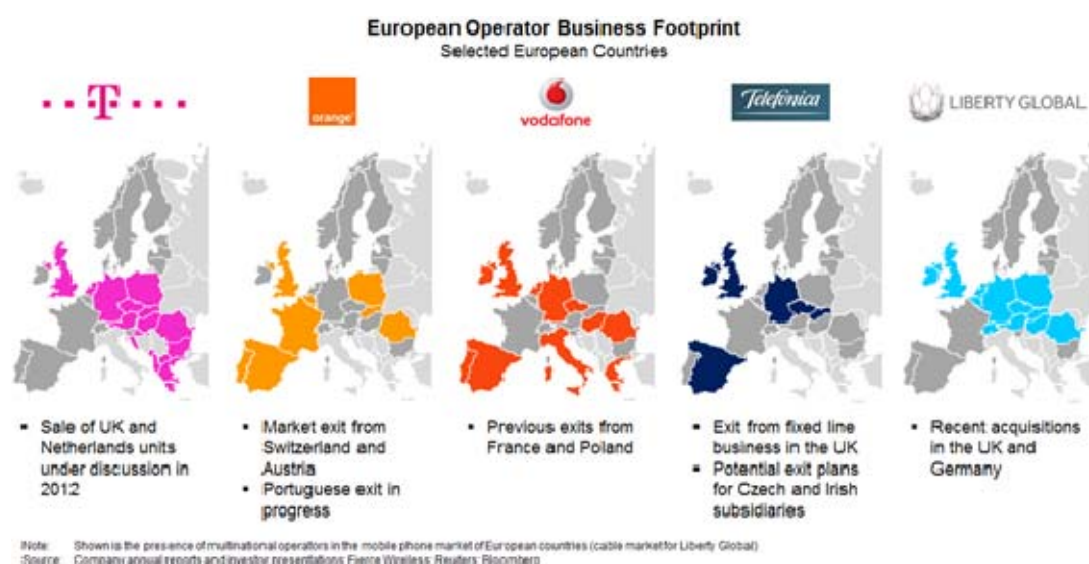 European Operator Business Footprint
Selected European Countries
T
orange
vodafone
Telefónica
LIBERTY GLOBAL
▪ Sale of UK and
Netherlands units
under discussion in
2012
▪ Market exit from
Switzerland and
Austria
▪ Portuguese exit in
progress
▪ Previous exits from
France and Poland
▪ Exit from fixed line
business in the UK
▪ Potential exit plans
for Czech and Irish
subsidiaries
▪ Recent acquisitions
in the UK and
Germany
Note: Shown is the presence of multinational operators in the mobile phone market of European countries (cable market for Liberty Global)
Source: Company annual reports and investor presentations; Fierce Wireless; Reuters; Bloomberg